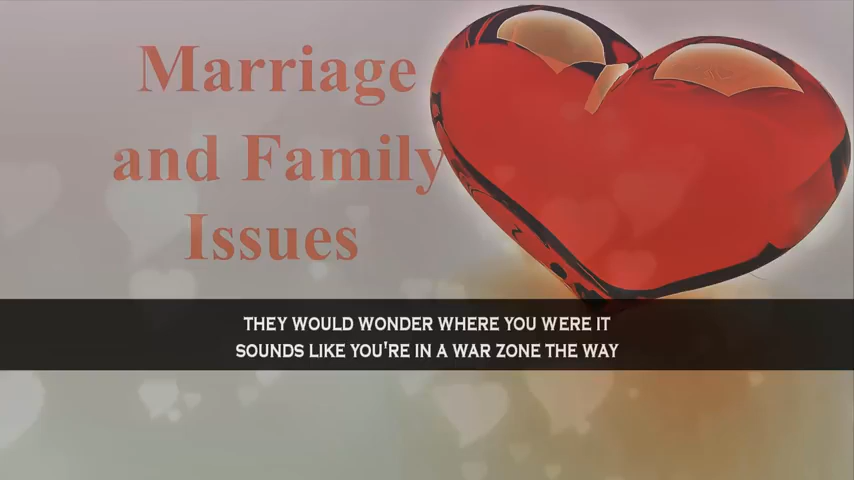 Marriage
and Family
Issues
THEY WOULD WONDER WHERE YOU WERE IT
SOUNDS LIKE YOU'RE IN A WAR ZONE THE WAY